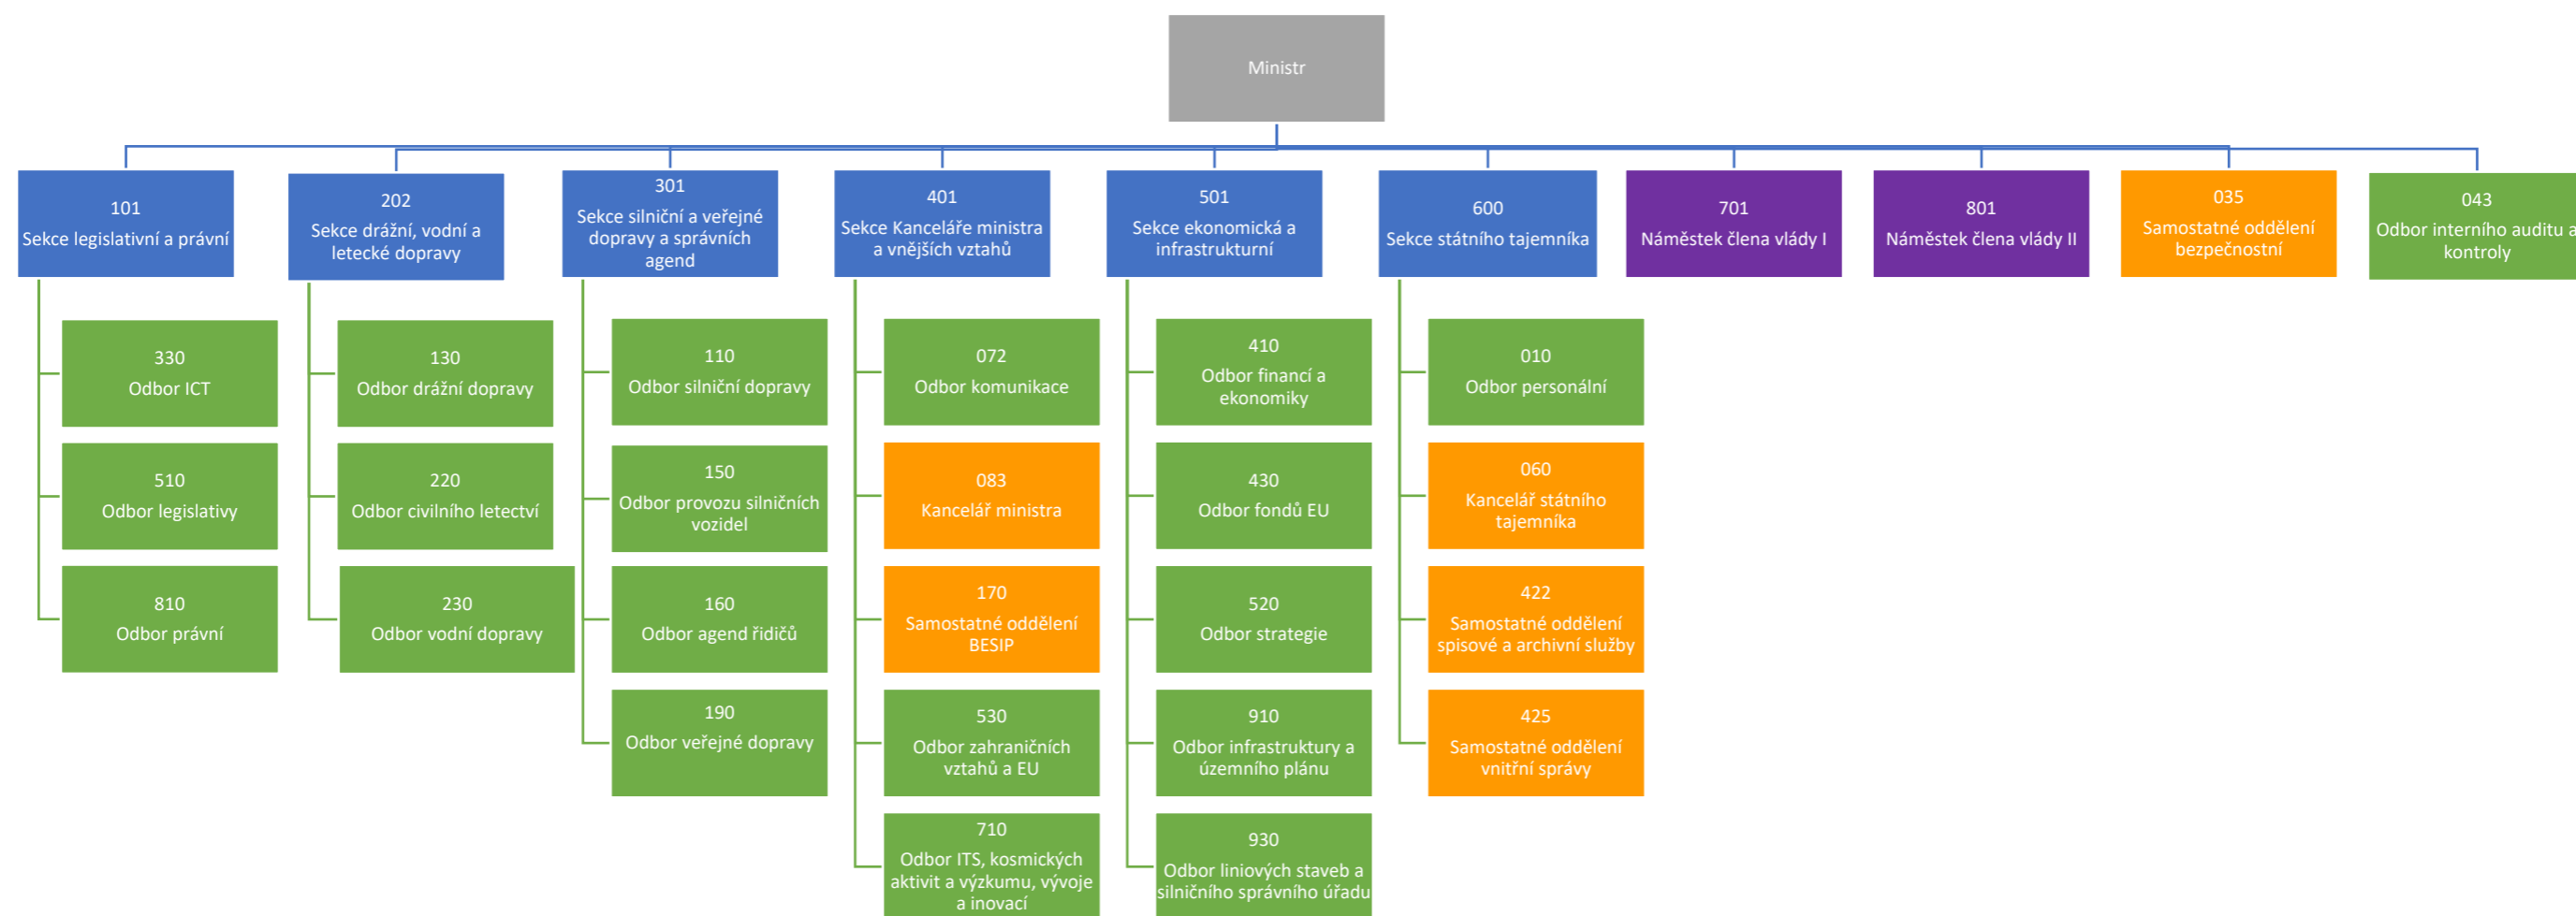 Ministr
101
Sekce legislativní a právní
202
Sekce drážní, vodní a
letecké dopravy
301
Sekce silniční a veřejné
dopravy a správních
agend
401
Sekce Kanceláře ministra
a vnějších vztahů
501
Sekce ekonomická a
infrastrukturní
600
Sekce státního tajemníka
701
Náměstek člena vlády I
801
Náměstek člena vlády II
035
Samostatné oddělení
bezpečnostní
043
Odbor interního auditu a
kontroly
330
Odbor ICT
510
Odbor legislativy
810
Odbor právní
130
Odbor drážní dopravy
220
Odbor civilního letectví
230
Odbor vodní dopravy
110
Odbor silniční dopravy
150
Odbor provozu silničních
vozidel
160
Odbor agend řidičů
190
Odbor veřejné dopravy
072
Odbor komunikace
083
Kancelář ministra
170
Samostatné oddělení
BESIP
530
Odbor zahraničních
vztahů a EU
710
Odbor ITS, kosmických
aktivit a výzkumu, vývoje
a inovací
410
Odbor financí a
ekonomiky
430
Odbor fondů EU
520
Odbor strategie
910
Odbor infrastruktury a
územního plánu
930
Odbor liniových staveb a
silničního správního úřadu
010
Odbor personální
060
Kancelář státního
tajemníka
422
Samostatné oddělení
spisové a archivní služby
425
Samostatné oddělení
vnitřní správy